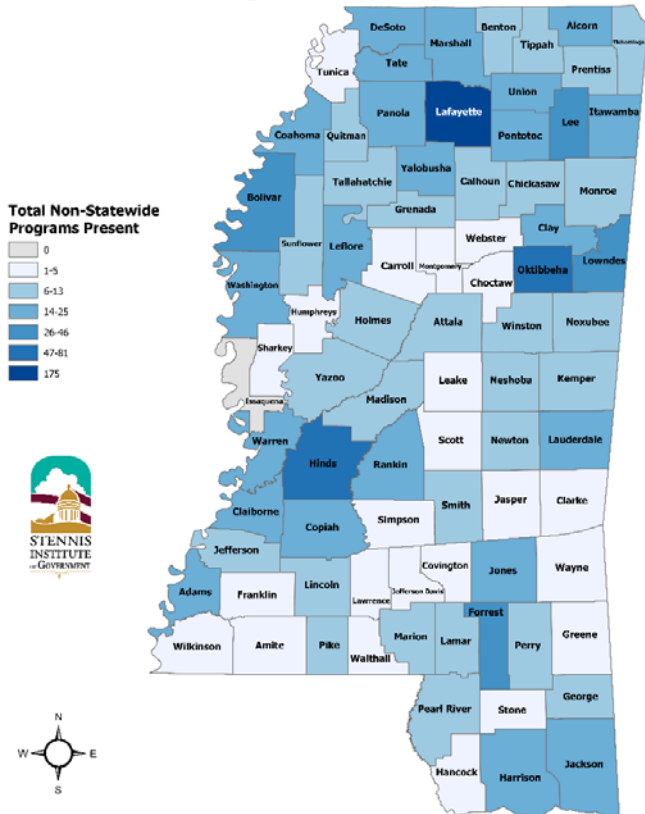 DeSoto
Marshall
Benton
Tippah
Alcorn
Prentiss
Tunica
Tate
Union
Lafayette
Panola
Pontotoc
Lee
Itawamba
Coahoma
Quitman
Yalobusha
Calhoun
Chickasaw
Monroe
Tallahatchie
Bolivar
Grenada
Total Non-Statewide
Programs Present
0
1-5
6-13
14-25
26-46
47-81
175
Sunflower
Leflore
Webster
Clay
Carroll
Montgomery
Choctaw
Oktibbeha
Lowndes
Washington
Humphreys
Holmes
Attala
Winston
Noxubee
Sharkey
Yazoo
Leake
Neshoba
Kemper
Issaquena
Madison
Warren
Hinds
Rankin
Scott
Newton
Lauderdale
Claiborne
Copiah
Simpson
Smith
Jasper
Clarke
STENNIS
INSTITUTE
OF GOVERNMENT
Jefferson
Lincoln
Covington
Jones
Wayne
Adams
Franklin
Lawrence
Jefferson Davis
Forrest
Wilkinson
Amite
Pike
Walthall
Marion
Lamar
Perry
Greene
Pearl River
Stone
George
Hancock
Harrison
Jackson
N
W
E
S